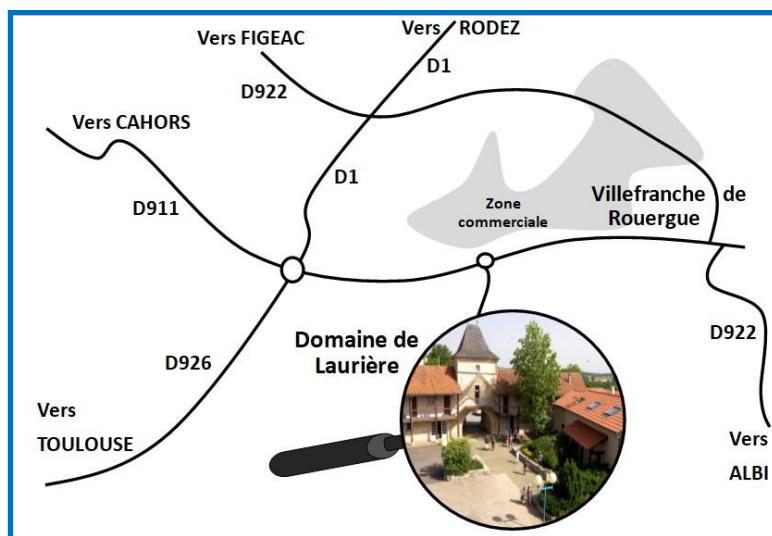 Vers FIGEAC
Vers RODEZ
D1
D922
Vers CAHORS
D1
D911
Zone
commerciale
Villefranche de
Rouergue
Domaine de
Laurière
D922
D926
Vers
TOULOUSE
Vers
ALBI